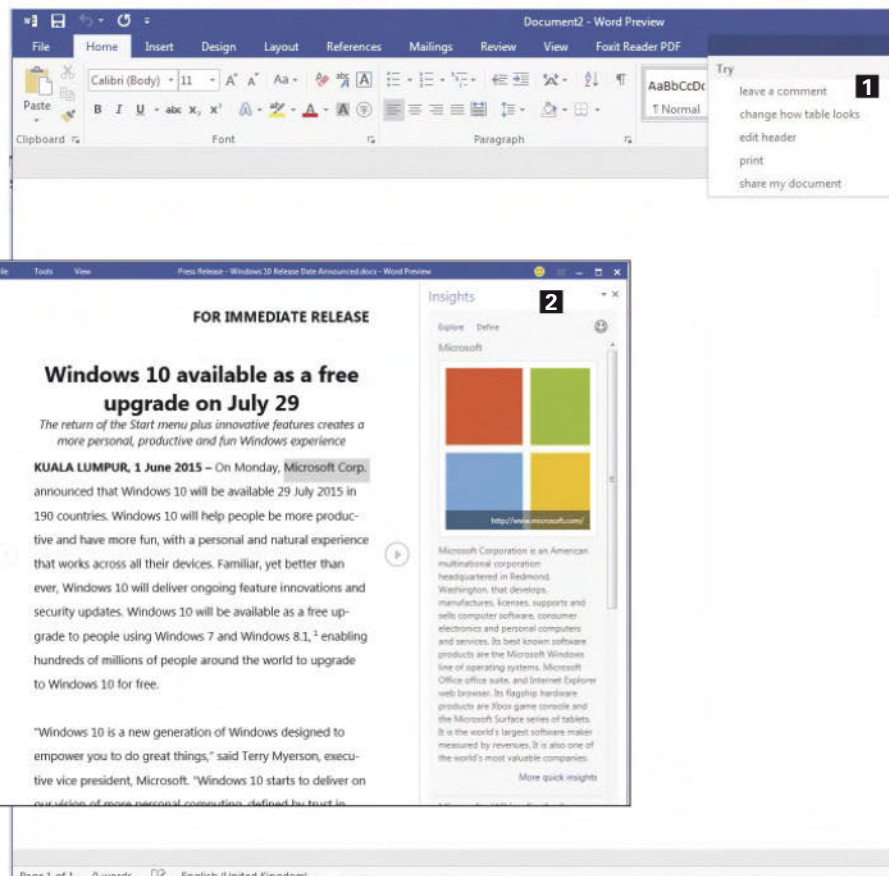 Document2 - Word Preview
File Home Insert Design Layout References Mailings Review View Foxit Reader PDF
Try
leave a comment
1
change how table looks
edit header
print
share my document
Paste
Calibri (Body) 11 A A Aa A
B I U abc x₂ x² A A A
AaBbCcDc
¶ Normal
Clipboard Font Paragraph
Tools View Press Release - Windows 10 Release Date Announced.docx - Word Preview
Insights
2
Explore Define
Microsoft
http://www.microsoft.com/
Microsoft Corporation is an American
multinational corporation
headquartered in Redmond,
Washington, that develops,
manufactures, licenses, supports and
sells computer software, consumer
electronics and personal computers
and services. Its best known software
products are the Microsoft Windows
line of operating systems, Microsoft
Office office suite, and Internet Explorer
web browser. Its flagship hardware
products are Xbox game console and
the Microsoft Surface series of tablets.
It is the world's largest software maker
measured by revenues. It is also one of
the world's most valuable companies.
More quick insights
FOR IMMEDIATE RELEASE
Windows 10 available as a free
upgrade on July 29
The return of the Start menu plus innovative features creates a
more personal, productive and fun Windows experience
KUALA LUMPUR, 1 June 2015 – On Monday, Microsoft Corp.
announced that Windows 10 will be available 29 July 2015 in
190 countries. Windows 10 will help people be more produc-
tive and have more fun, with a personal and natural experience
that works across all their devices. Familiar, yet better than
ever, Windows 10 will deliver ongoing feature innovations and
security updates. Windows 10 will be available as a free up-
grade to people using Windows 7 and Windows 8.1, ¹ enabling
hundreds of millions of people around the world to upgrade
to Windows 10 for free.
"Windows 10 is a new generation of Windows designed to
empower you to do great things," said Terry Myerson, execu-
tive vice president, Microsoft. "Windows 10 starts to deliver on
our vision of more personal computing, defined by trust in
Page 1 of 1 0 words English (United Kingdom)